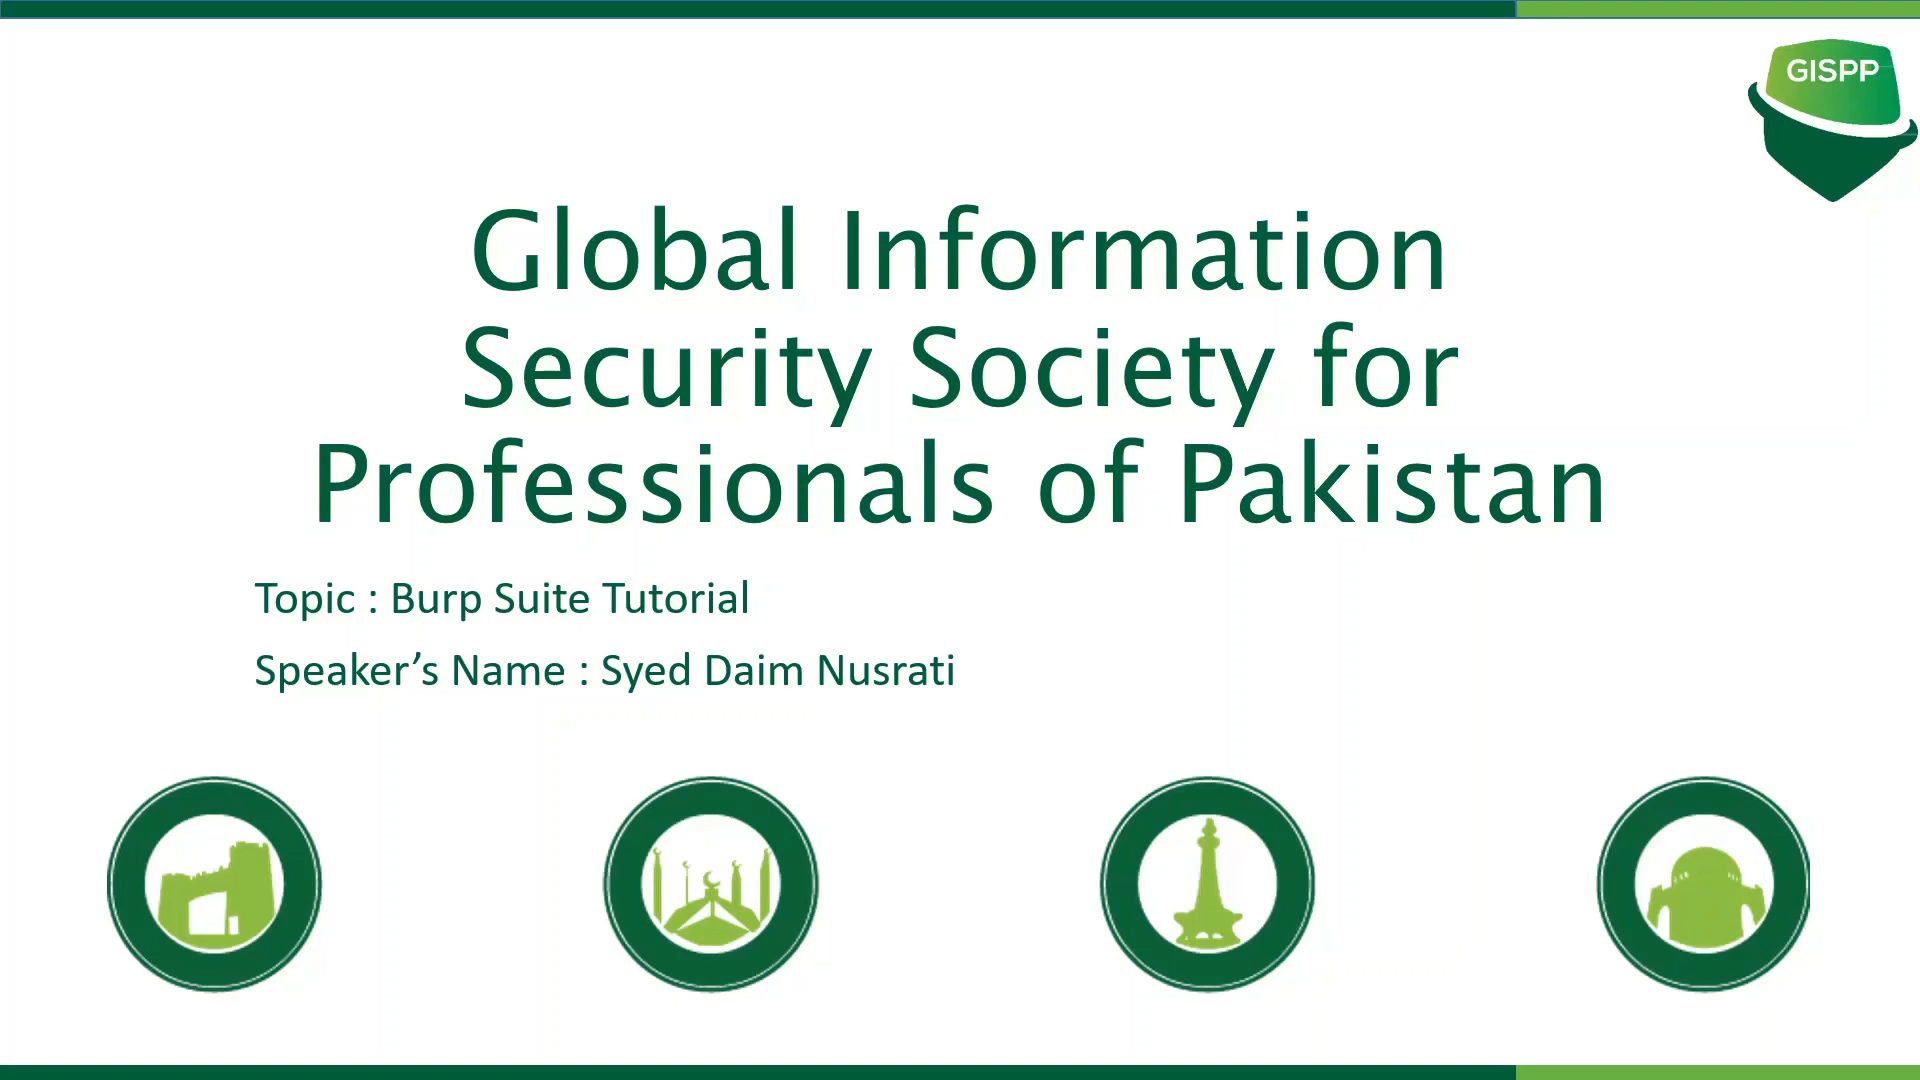 GISPP
Global Information
Security Society for
Professionals of Pakistan
Topic : Burp Suite Tutorial
Speaker’s Name : Syed Daim Nusrati